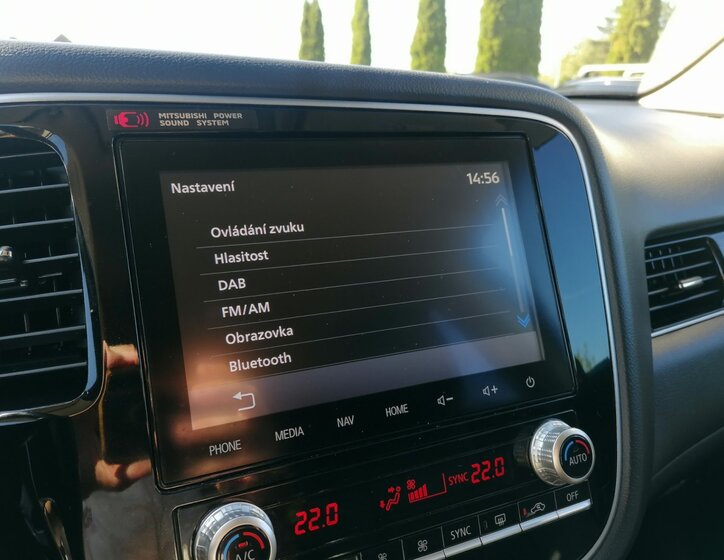 MITSUBISHI POWER
SOUND SYSTEM
Nastavení 14:56
Ovládání zvuku
Hlasitost
DAB
FM/AM
Obrazovka
Bluetooth
PHONE MEDIA NAV HOME
22.0 SYNC 22.0
A/C AUTO
SYNC OFF